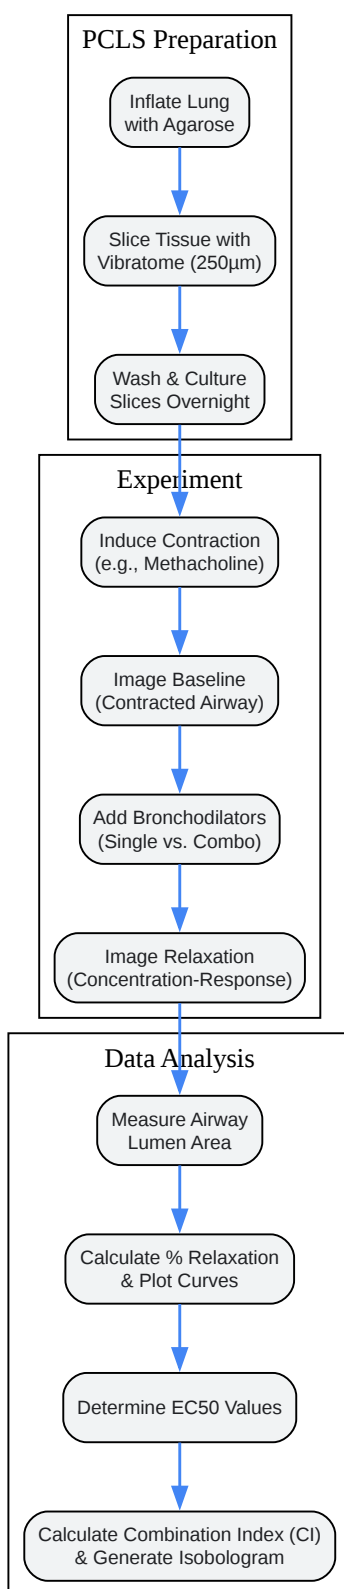 PCLS Preparation
Inflate Lung
with Agarose
Slice Tissue with
Vibratome (250µm)
Wash & Culture
Slices Overnight
Experiment
Induce Contraction
(e.g., Methacholine)
Image Baseline
(Contracted Airway)
Add Bronchodilators
(Single vs. Combo)
Image Relaxation
(Concentration-Response)
Data Analysis
Measure Airway
Lumen Area
Calculate % Relaxation
& Plot Curves
Determine EC50 Values
Calculate Combination Index (CI)
& Generate Isobologram